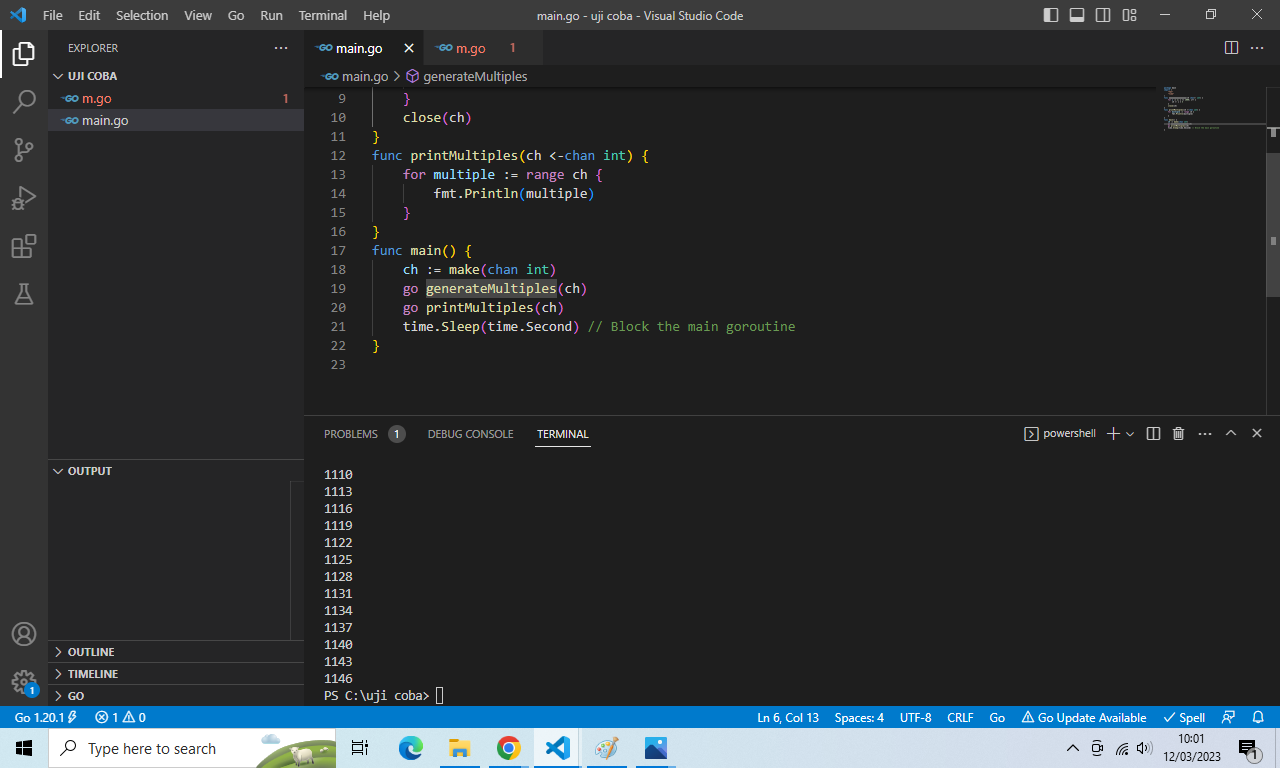 File Edit Selection View Go Run Terminal Help main.go - uji coba - Visual Studio Code
EXPLORER
UJI COBA
m.go 1
main.go
OUTPUT
OUTLINE
TIMELINE
GO
1
main.go m.go 1
main.go > generateMultiples
9 }
10 close(ch)
11 }
12 func printMultiples(ch <-chan int) {
13 for multiple := range ch {
14 fmt.Println(multiple)
15 }
16 }
17 func main() {
18 ch := make(chan int)
19 go generateMultiples(ch)
20 go printMultiples(ch)
21 time.Sleep(time.Second) // Block the main goroutine
22 }
23
PROBLEMS 1 DEBUG CONSOLE TERMINAL powershell
1110
1113
1116
1119
1122
1125
1128
1131
1134
1137
1140
1143
1146
PS C:\uji coba>
Go 1.20.1 1 0 Ln 6, Col 13 Spaces: 4 UTF-8 CRLF Go Go Update Available Spell
Type here to search 10:01
12/03/2023
1